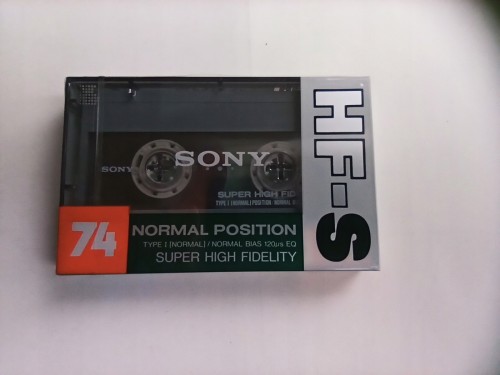 SONY
SONY
SUPER HIGH FID
TYPE I [NORMAL] POSITION NORMAL
74
NORMAL POSITION
TYPE I [NORMAL] / NORMAL BIAS 120μs EQ
SUPER HIGH FIDELITY
HF-S